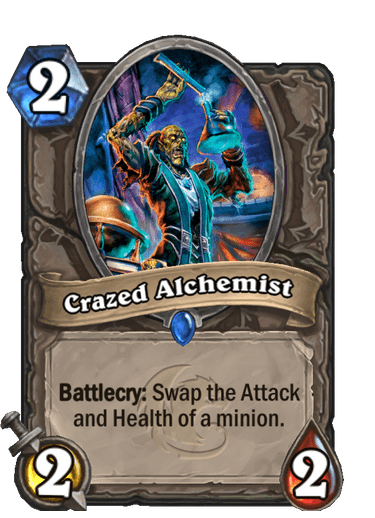 2
Crazed Alchemist
Battlecry: Swap the Attack
and Health of a minion.
2
2